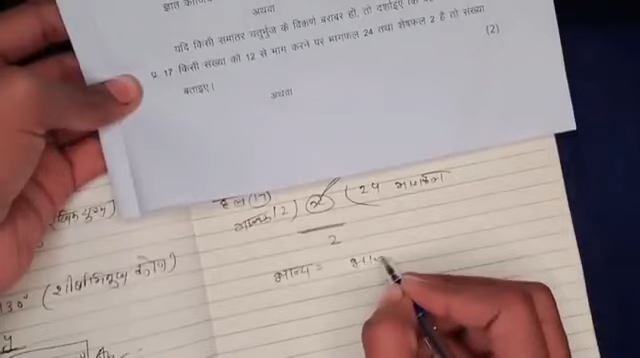 अथवा
यदि किसी समांतर चतुर्भुज के विकर्ण बराबर हों, तो दर्शाइए कि
प्र. 17 किसी संख्या को 12 से भाग करने पर भागफल 24 तथा शेषफल 2 है तो संख्या
बताइए।
(2)
अथवा
हल (17)
भाजक 12) x (24 भागफल
2
भाज्य = भाज
130° (शीर्षाभिमुख कोण)